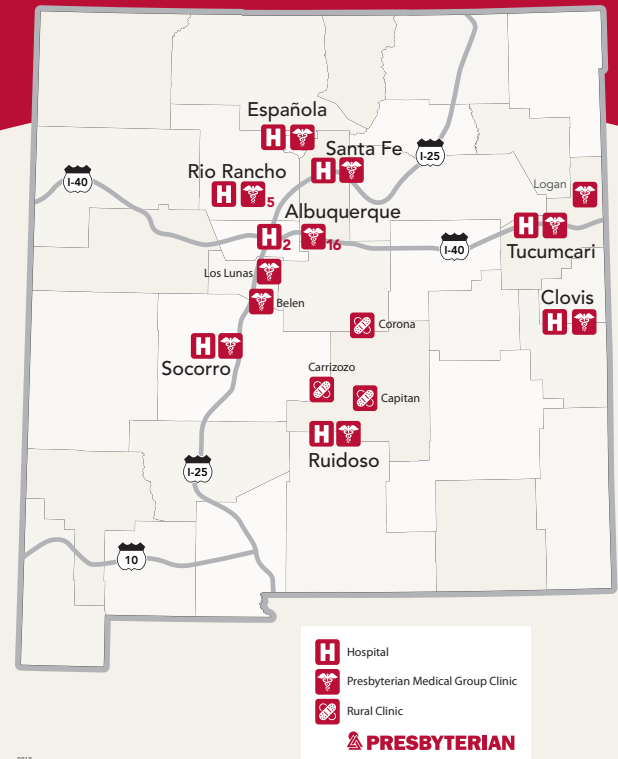 Española
H
Santa Fe
H
I-25
Rio Rancho
H 5
I-40
Logan
Albuquerque
H 2 16
H
I-40
Tucumcari
Los Lunas
Belen
Clovis
H
Corona
H
Socorro
Carrizozo
Capitan
H
Ruidoso
I-25
10
H Hospital
Presbyterian Medical Group Clinic
Rural Clinic
PRESBYTERIAN